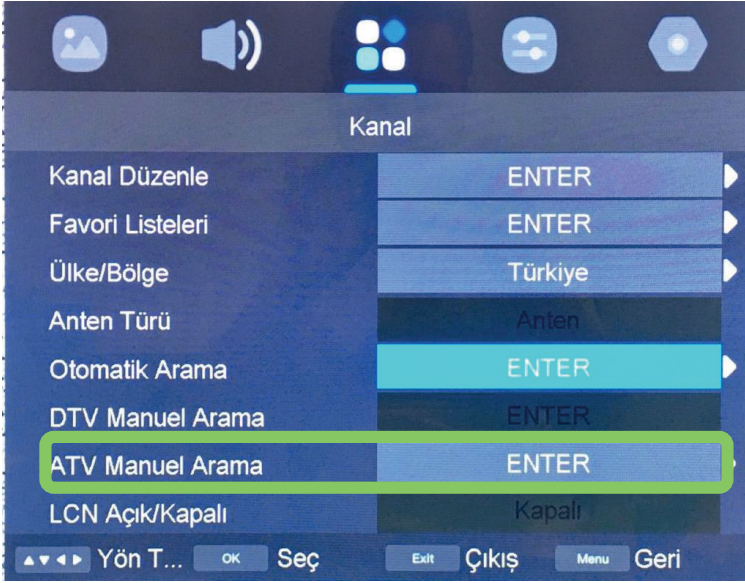 Kanal
Kanal Düzenle ENTER
Favori Listeleri ENTER
Ülke/Bölge Türkiye
Anten Türü Anten
Otomatik Arama ENTER
DTV Manuel Arama ENTER
ATV Manuel Arama ENTER
LCN Açık/Kapalı Kapalı
Yön T... OK Seç Exit Çıkış Menu Geri